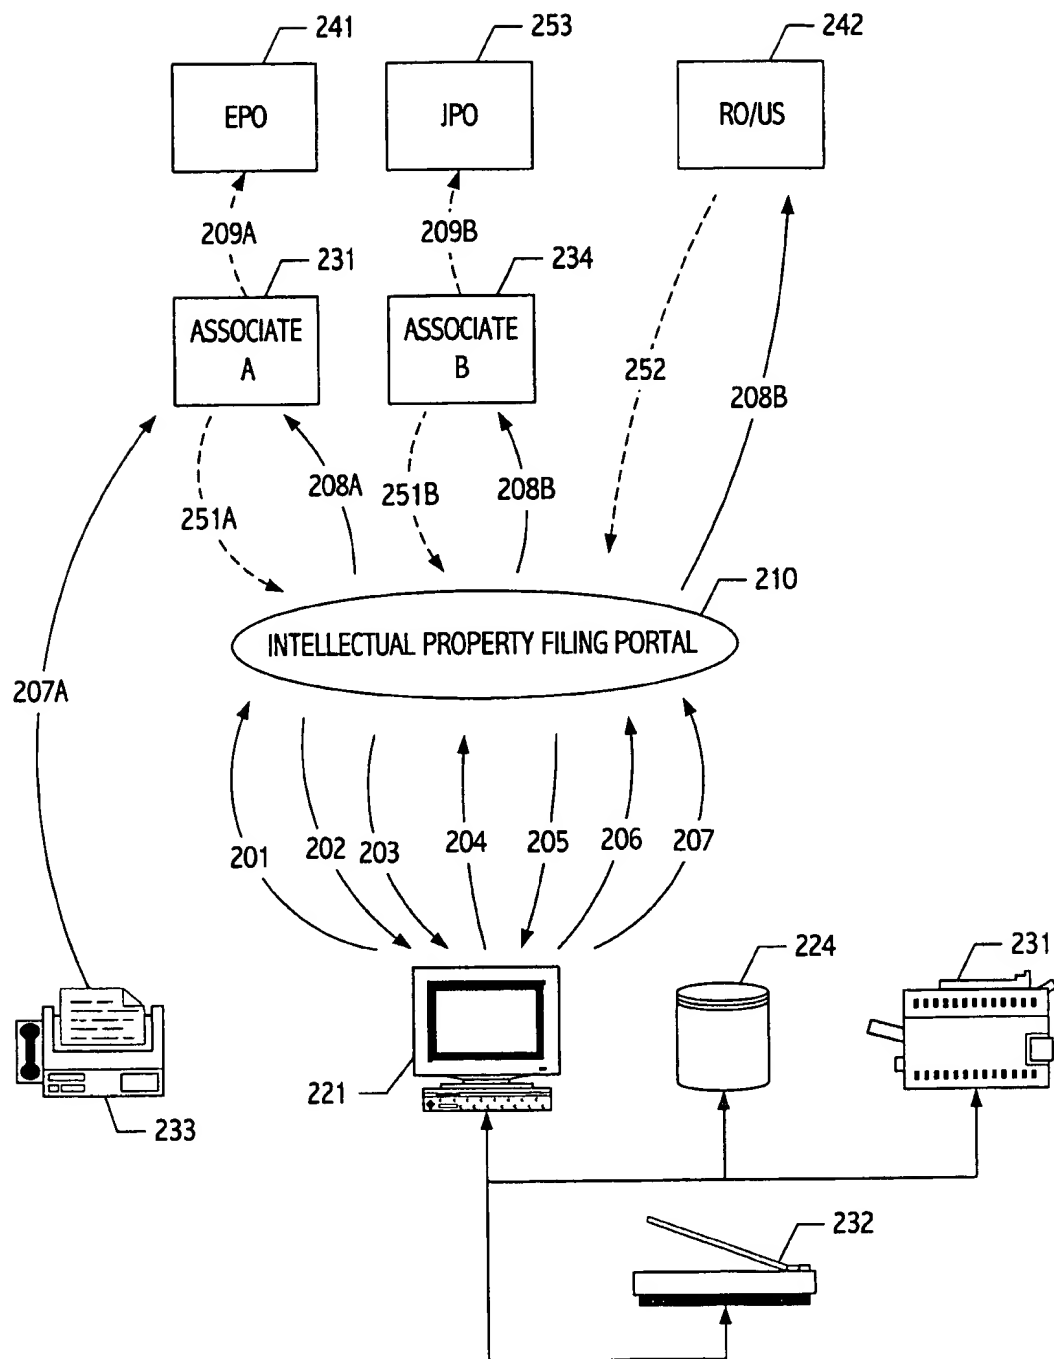 241
253
242
EPO
JPO
RO/US
209A
209B
231
234
ASSOCIATE
A
ASSOCIATE
B
252
208B
251A
208A
251B
208B
210
INTELLECTUAL PROPERTY FILING PORTAL
207A
201
202
203
204
205
206
207
224
231
221
233
232